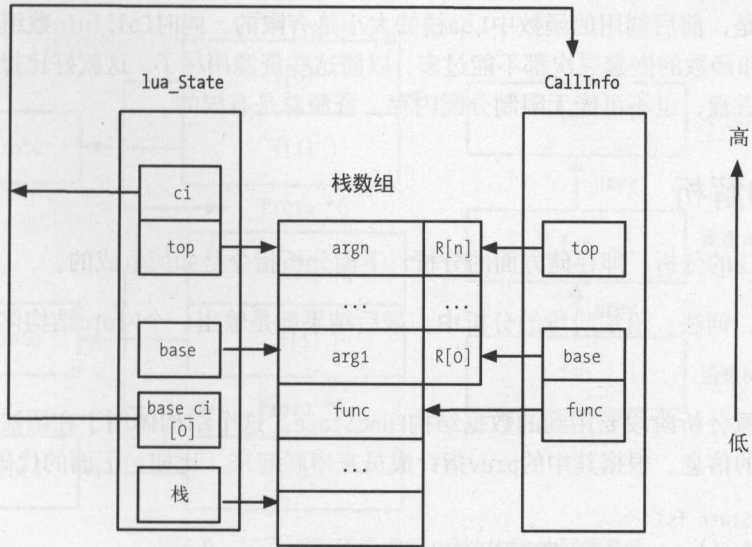 lua_State
CallInfo
高
ci
栈数组
top
argn
R[n]
top
...
...
base
arg1
R[0]
base
base_ci
[0]
func
func
低
...
栈